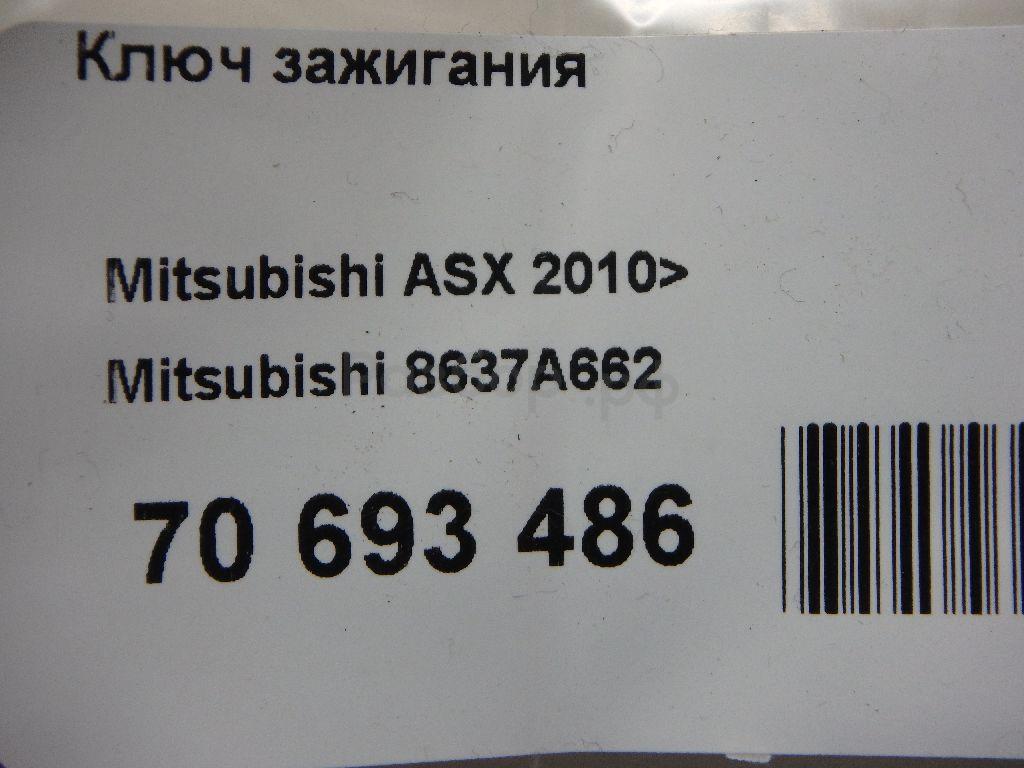 Ключ зажигания
Mitsubishi ASX 2010>
Mitsubishi 8637A662
70 693 486